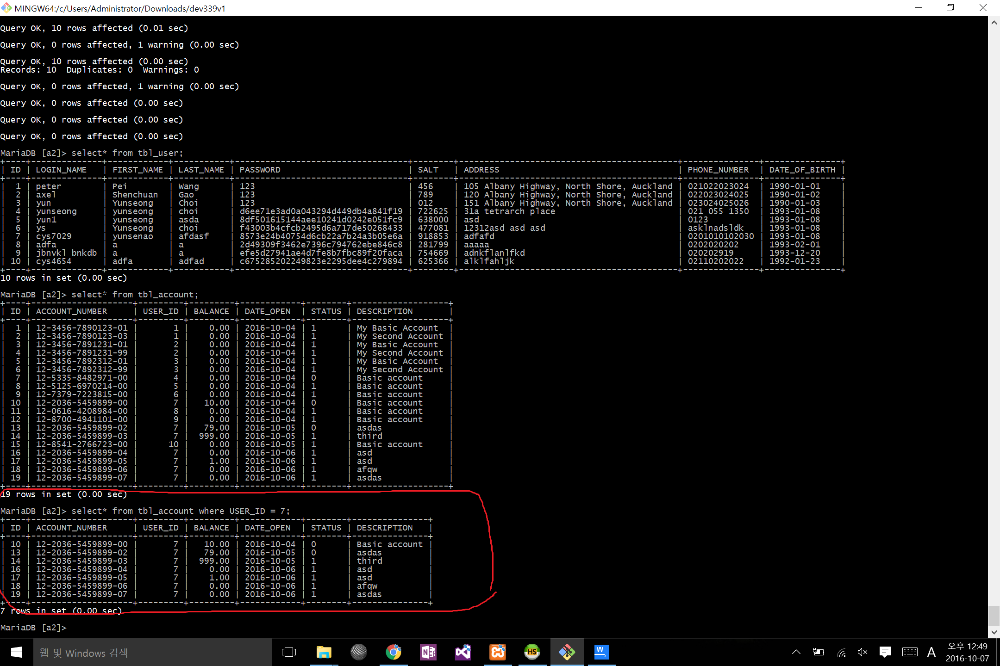 MINGW64:/c/Users/Administrator/Downloads/dev339v1
Query OK, 10 rows affected (0.01 sec)
Query OK, 0 rows affected, 1 warning (0.00 sec)
Query OK, 10 rows affected (0.00 sec)
Records: 10  Duplicates: 0  Warnings: 0
Query OK, 0 rows affected, 1 warning (0.00 sec)
Query OK, 0 rows affected (0.00 sec)
Query OK, 0 rows affected (0.00 sec)
Query OK, 0 rows affected (0.00 sec)
MariaDB [a2]> select* from tbl_user;
| ID | LOGIN_NAME | FIRST_NAME | LAST_NAME | PASSWORD | SALT | ADDRESS | PHONE_NUMBER | DATE_OF_BIRTH |
| 1 | peter | Pei | Wang | 123 | 456 | 105 Albany Highway, North Shore, Auckland | 021022023024 | 1990-01-01 |
| 2 | axel | Shenchuan | Gao | 123 | 789 | 120 Albany Highway, North Shore, Auckland | 022023024025 | 1990-01-02 |
| 3 | yun | Yunseong | Choi | 123 | 012 | 151 Albany Highway, North Shore, Auckland | 023024025026 | 1990-01-03 |
| 4 | yunseong | yunseong | choi | d6ee71e3ad0a043294d449db4a841f19 | 722625 | 31a tetrarch place | 021 055 1350 | 1993-01-08 |
| 5 | yun1 | yunseong | asda | 8df501615144aee10241d0242e051fc9 | 638000 | asd | 0123 | 1993-01-08 |
| 6 | ys | Yunseong | choi | f43003b4cfcb2495d6a717de50268433 | 477081 | 12312asd asd asd | asklnadsldk | 1993-01-08 |
| 7 | cys7029 | yunsenao | afdasf | 8573e24b40754d6cb22a7b24a3b05e6a | 918853 | adfafd | 0201010102030 | 1993-01-08 |
| 8 | adfa | a | a | 2d49309f3462e7396c794762ebe846c8 | 281799 | aaaaa | 0202020202 | 1993-02-01 |
| 9 | jbnvkl bnkdb | a | a | efe5d27941ae4d7fe8b7fbc89f20faca | 754669 | adnkflanlfkd | 020202919 | 1993-12-20 |
| 10 | cys4654 | adfa | adfad | c675285202249823e2295dee4c279894 | 625366 | alklfahljk | 02110202022 | 1992-01-23 |
10 rows in set (0.00 sec)
MariaDB [a2]> select* from tbl_account;
| ID | ACCOUNT_NUMBER | USER_ID | BALANCE | DATE_OPEN | STATUS | DESCRIPTION |
| 1 | 12-3456-7890123-01 | 1 | 0.00 | 2016-10-04 | 1 | My Basic Account |
| 2 | 12-3456-7890123-03 | 1 | 0.00 | 2016-10-04 | 1 | My Second Account |
| 3 | 12-3456-7891231-01 | 2 | 0.00 | 2016-10-04 | 1 | My Basic Account |
| 4 | 12-3456-7891231-99 | 2 | 0.00 | 2016-10-04 | 1 | My Second Account |
| 5 | 12-3456-7892312-01 | 3 | 0.00 | 2016-10-04 | 1 | My Basic Account |
| 6 | 12-3456-7892312-99 | 3 | 0.00 | 2016-10-04 | 1 | My Second Account |
| 7 | 12-5335-8482971-00 | 4 | 0.00 | 2016-10-04 | 0 | Basic account |
| 8 | 12-5125-6970214-00 | 5 | 0.00 | 2016-10-04 | 1 | Basic account |
| 9 | 12-7379-7223815-00 | 6 | 0.00 | 2016-10-04 | 1 | Basic account |
| 10 | 12-2036-5459899-00 | 7 | 10.00 | 2016-10-04 | 0 | Basic account |
| 11 | 12-0616-4208984-00 | 8 | 0.00 | 2016-10-04 | 1 | Basic account |
| 12 | 12-8700-4941101-00 | 9 | 0.00 | 2016-10-04 | 1 | Basic account |
| 13 | 12-2036-5459899-02 | 7 | 79.00 | 2016-10-05 | 0 | asdas |
| 14 | 12-2036-5459899-03 | 7 | 999.00 | 2016-10-05 | 1 | third |
| 15 | 12-8541-2766723-00 | 10 | 0.00 | 2016-10-05 | 1 | Basic account |
| 16 | 12-2036-5459899-04 | 7 | 0.00 | 2016-10-06 | 1 | asd |
| 17 | 12-2036-5459899-05 | 7 | 1.00 | 2016-10-06 | 1 | asd |
| 18 | 12-2036-5459899-06 | 7 | 0.00 | 2016-10-06 | 1 | afqw |
| 19 | 12-2036-5459899-07 | 7 | 0.00 | 2016-10-06 | 1 | asdas |
19 rows in set (0.00 sec)
MariaDB [a2]> select* from tbl_account where USER_ID = 7;
| ID | ACCOUNT_NUMBER | USER_ID | BALANCE | DATE_OPEN | STATUS | DESCRIPTION |
| 10 | 12-2036-5459899-00 | 7 | 10.00 | 2016-10-04 | 0 | Basic account |
| 13 | 12-2036-5459899-02 | 7 | 79.00 | 2016-10-05 | 0 | asdas |
| 14 | 12-2036-5459899-03 | 7 | 999.00 | 2016-10-05 | 1 | third |
| 16 | 12-2036-5459899-04 | 7 | 0.00 | 2016-10-06 | 1 | asd |
| 17 | 12-2036-5459899-05 | 7 | 1.00 | 2016-10-06 | 1 | asd |
| 18 | 12-2036-5459899-06 | 7 | 0.00 | 2016-10-06 | 1 | afqw |
| 19 | 12-2036-5459899-07 | 7 | 0.00 | 2016-10-06 | 1 | asdas |
7 rows in set (0.00 sec)
MariaDB [a2]>
웹 및 Windows 검색
N
HS
W
A
오후 12:49
2016-10-07